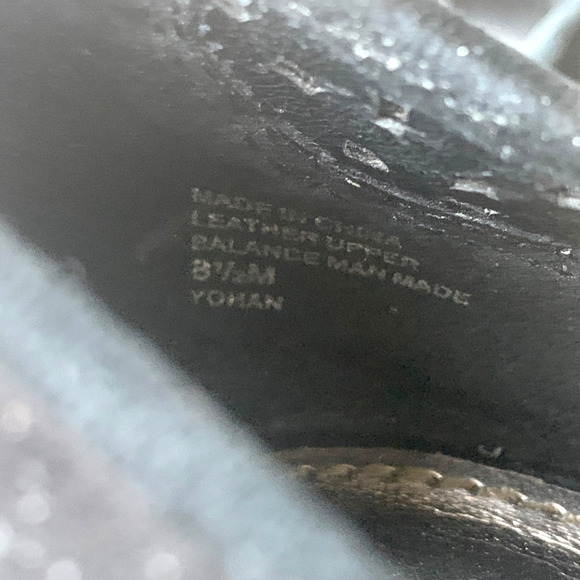 MADE IN CHINA
LEATHER UPPER
BALANCE MAN MADE
8½M
YOHAN